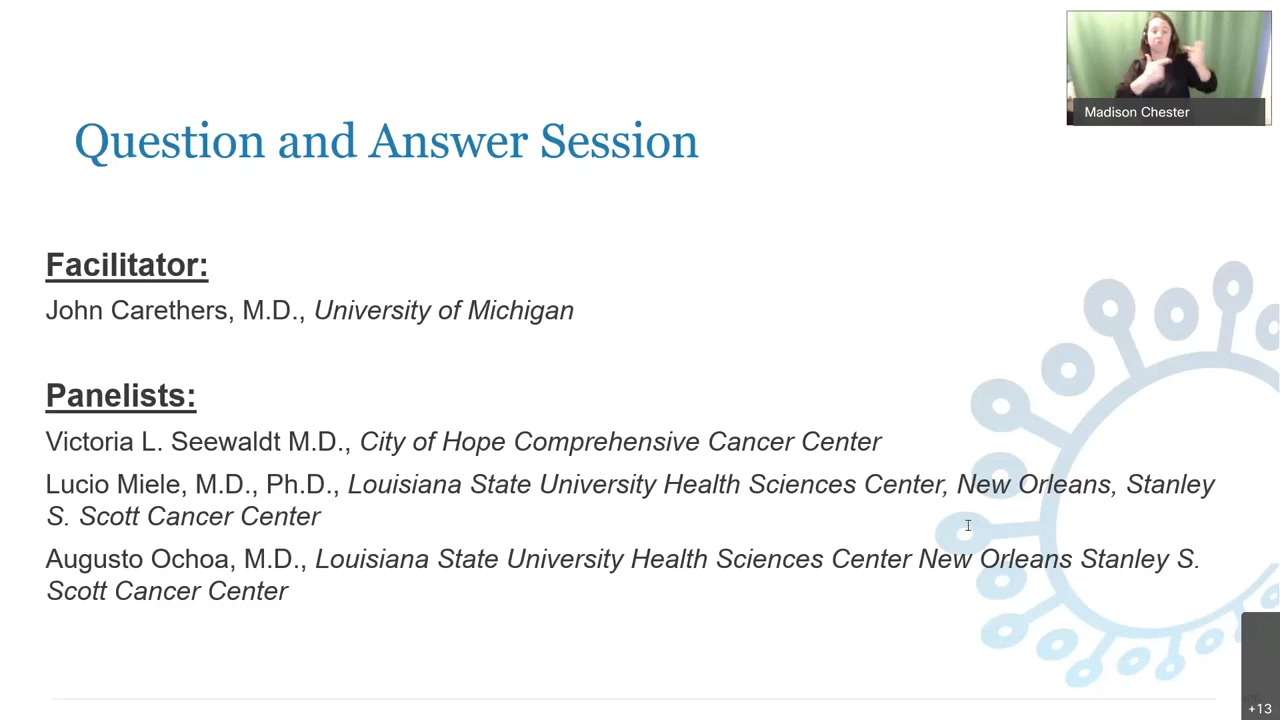 Madison Chester
Question and Answer Session
Facilitator:
John Carethers, M.D., University of Michigan
Panelists:
Victoria L. Seewaldt M.D., City of Hope Comprehensive Cancer Center
Lucio Miele, M.D., Ph.D., Louisiana State University Health Sciences Center, New Orleans, Stanley
S. Scott Cancer Center
Augusto Ochoa, M.D., Louisiana State University Health Sciences Center New Orleans Stanley S.
Scott Cancer Center
+13